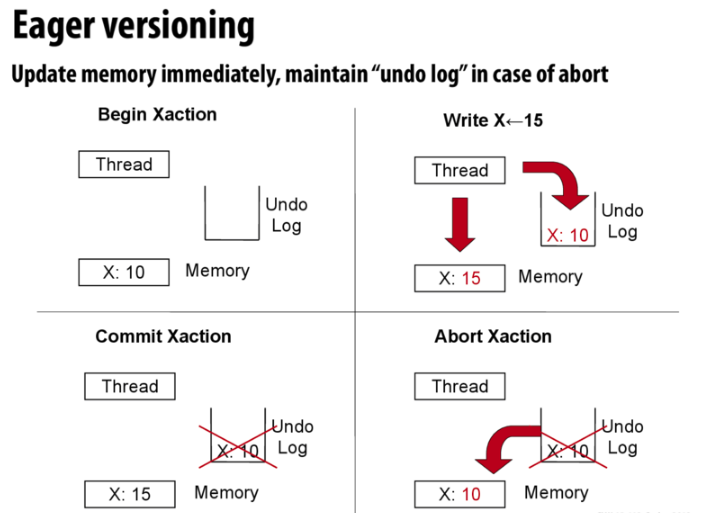 Eager versioning
Update memory immediately, maintain “undo log” in case of abort
Begin Xaction
Thread
Undo
Log
X: 10
Memory
Write X←15
Thread
Undo
X: 10
Log
X: 15
Memory
Commit Xaction
Thread
Undo
X: 10
Log
X: 15
Memory
Abort Xaction
Thread
Undo
X: 10
Log
X: 10
Memory